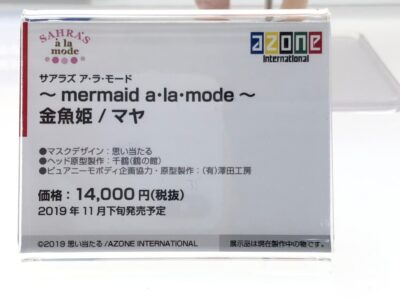 SAHRA'S
à la
mode
azone
International
サアラズ ア・ラ・モード
～ mermaid a・la・mode ～
金魚姫 / マヤ
●マスクデザイン：思い当たる
●ヘッド原型製作：千鶴(鶴の館)
●ピュアニーモボディ企画協力・原型製作：(有)澤田工房
価格：14,000円(税抜)
2019年11月下旬発売予定
©2019 思い当たる/AZONE INTERNATIONAL
展示品は現在製作中の物です。